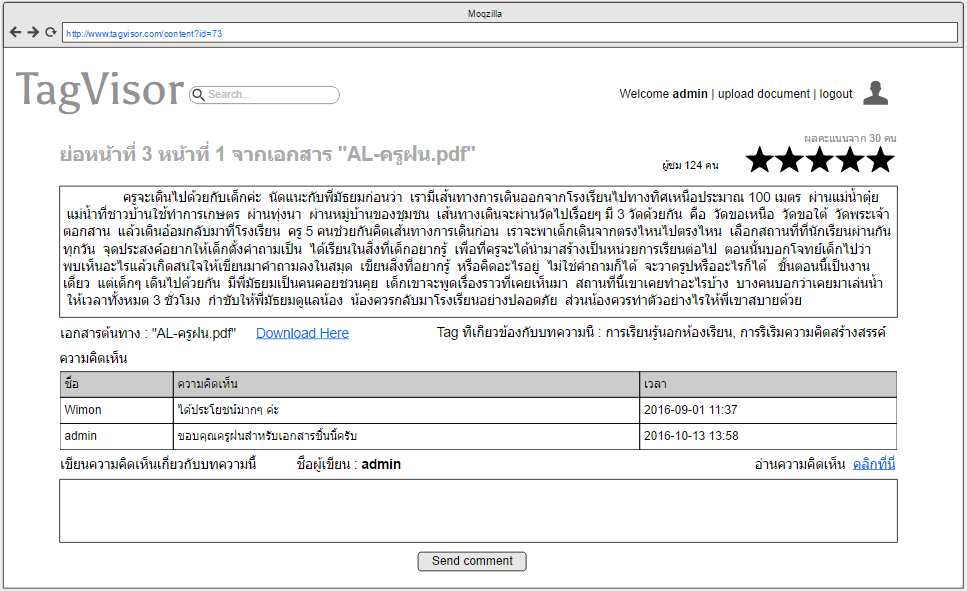 Moqzilla
http://www.tagvisor.com/content?id=73
TagVisor
Search...
Welcome admin | upload document | logout
ผลคะแนนจาก 30 คน
ย่อหน้าที่ 3 หน้าที่ 1 จากเอกสาร "AL-ครูฝน.pdf"
ผู้ชม 124 คน
ครูจะเดินไปด้วยกับเด็กค่ะ นัดแนะกับพี่มัธยมก่อนว่า เรามีเส้นทางการเดินออกจากโรงเรียนไปทางทิศเหนือประมาณ 100 เมตร ผ่านแม่น้ำตุ๋ย
แม่น้ำที่ชาวบ้านใช้ทำการเกษตร ผ่านทุ่งนา ผ่านหมู่บ้านของชุมชน เส้นทางเดินจะผ่านวัดไปเรื่อยๆ มี 3 วัดด้วยกัน คือ วัดขอเหนือ วัดขอใต้ วัดพระเจ้า
ตอกสาน แล้วเดินอ้อมกลับมาที่โรงเรียน ครู 5 คนช่วยกันคิดเส้นทางการเดินก่อน เราจะพาเด็กเดินจากตรงไหนไปตรงไหน เลือกสถานที่ที่นักเรียนผ่านกัน
ทุกวัน จุดประสงค์อยากให้เด็กตั้งคำถามเป็น ได้เรียนในสิ่งที่เด็กอยากรู้ เพื่อที่ครูจะได้นำมาสร้างเป็นหน่วยการเรียนต่อไป ตอนนั้นบอกโจทย์เด็กไปว่า
พบเห็นอะไรแล้วเกิดสนใจให้เขียนมาคำถามลงในสมุด เขียนสิ่งที่อยากรู้ หรือคิดอะไรอยู่ ไม่ใช่คำถามก็ได้ จะวาดรูปหรืออะไรก็ได้ ขั้นตอนนี้เป็นงาน
เดี่ยว แต่เด็กๆ เดินไปด้วยกัน มีพี่มัธยมเป็นคนคอยชวนคุย เด็กเขาจะพูดเรื่องราวที่เคยเห็นมา สถานที่นี้เขาเคยทำอะไรบ้าง บางคนบอกว่าเคยมาเล่นน้ำ
ให้เวลาทั้งหมด 3 ชั่วโมง กำชับให้พี่มัธยมดูแลน้อง น้องควรกลับมาโรงเรียนอย่างปลอดภัย ส่วนน้องควรทำตัวอย่างไรให้พี่เขาสบายด้วย
เอกสารต้นทาง : "AL-ครูฝน.pdf" Download Here
Tag ที่เกี่ยวข้องกับบทความนี้ : การเรียนรู้นอกห้องเรียน, การริเริ่มความคิดสร้างสรรค์
ความคิดเห็น
ชื่อ ความคิดเห็น เวลา
Wimon ได้ประโยชน์มากๆ ค่ะ 2016-09-01 11:37
admin ขอบคุณครูฝนสำหรับเอกสารชิ้นนี้ครับ 2016-10-13 13:58
เขียนความคิดเห็นเกี่ยวกับบทความนี้ ชื่อผู้เขียน : admin อ่านความคิดเห็น คลิกที่นี่
Send comment